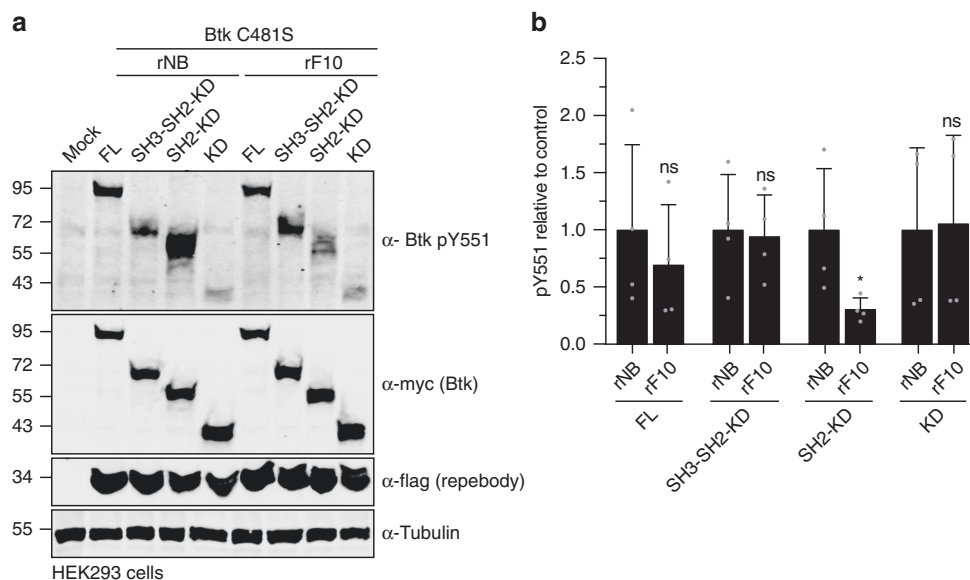 a
Btk C481S
rNB
rF10
Mock
FL
SH3-SH2-KD
SH2-KD
KD
FL
SH3-SH2-KD
SH2-KD
KD
95
72
55
43
α- Btk pY551
95
72
55
43
α-myc (Btk)
34
α-flag (repebody)
55
α-Tubulin
HEK293 cells
b
pY551 relative to control
2.5
2.0
1.5
1.0
0.5
0.0
ns
ns
*
ns
rNB
rF10
rNB
rF10
rNB
rF10
rNB
rF10
FL
SH3-SH2-KD
SH2-KD
KD